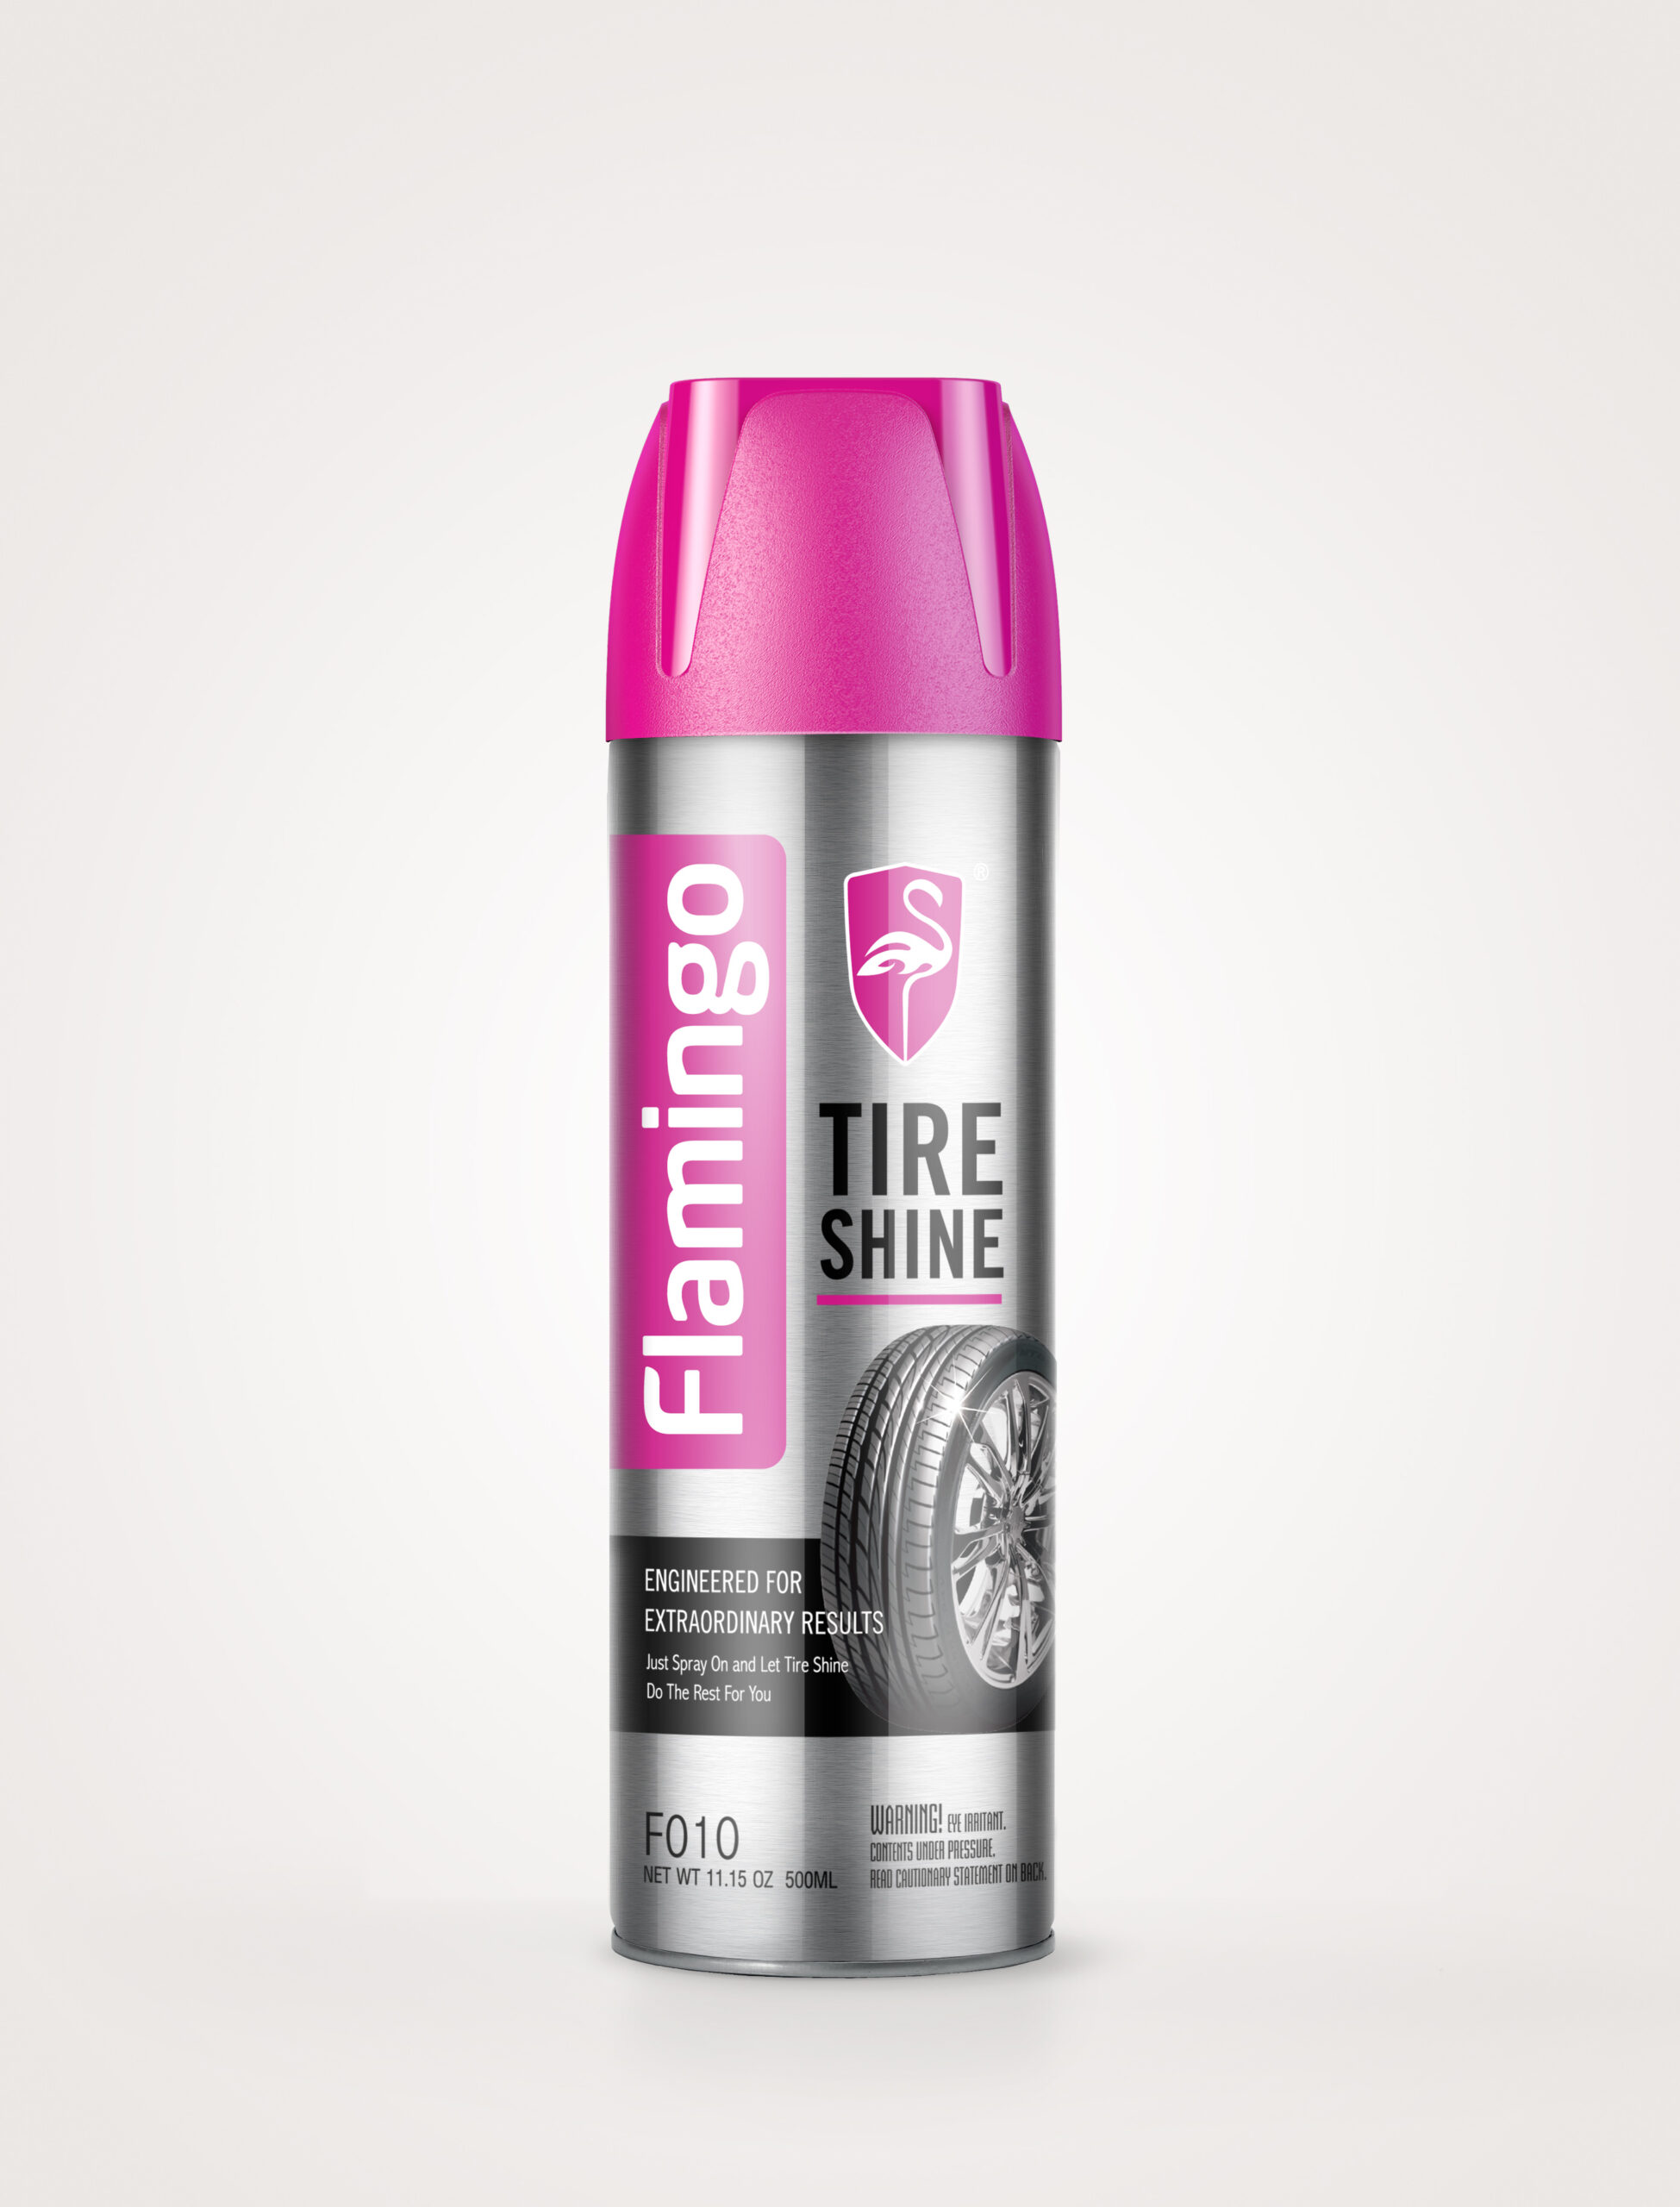 Flamingo
®
TIRE
SHINE
ENGINEERED FOR
EXTRAORDINARY RESULTS
Just Spray On and Let Tire Shine
Do The Rest For You
F010
NET WT 11.15 OZ 500ML
WARNING! EYE IRRITANT.
CONTENTS UNDER PRESSURE.
READ CAUTIONARY STATEMENT ON BACK.